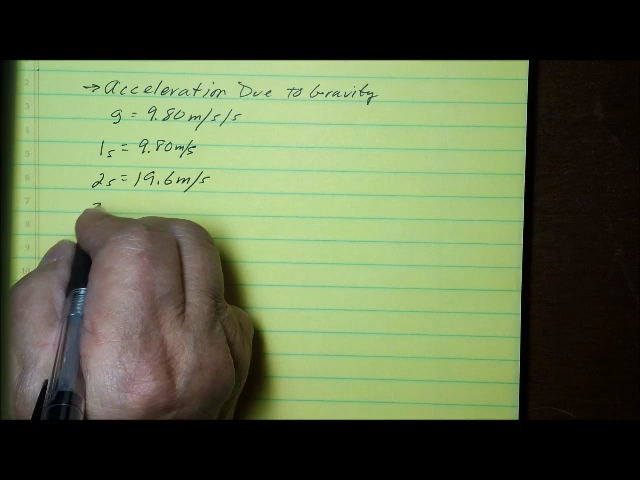 → Acceleration Due to Gravity
g = 9.80 m/s/s
1s = 9.80 m/s
2s = 19.6 m/s